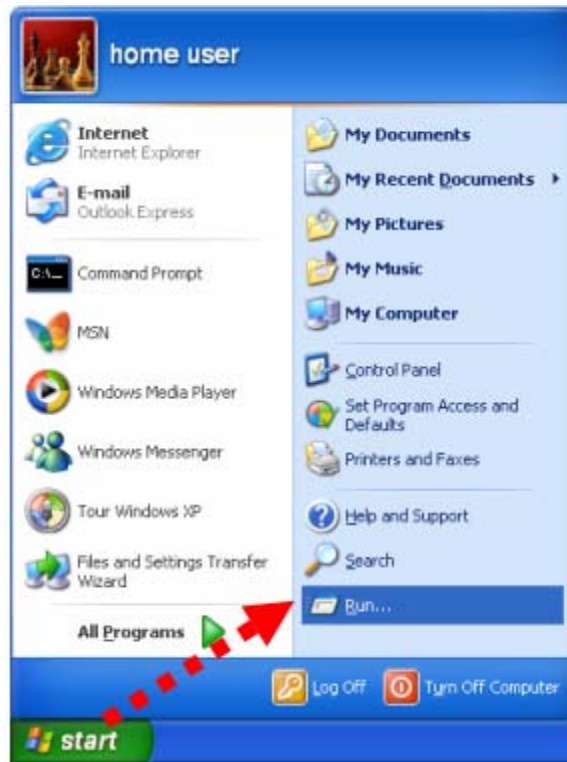 home user
Internet
Internet Explorer
E-mail
Outlook Express
C:\_
Command Prompt
MSN
Windows Media Player
Windows Messenger
Tour Windows XP
Files and Settings Transfer
Wizard
All Programs
My Documents
My Recent Documents
My Pictures
My Music
My Computer
Control Panel
Set Program Access and
Defaults
Printers and Faxes
Help and Support
Search
Run...
Log Off
Turn Off Computer
start